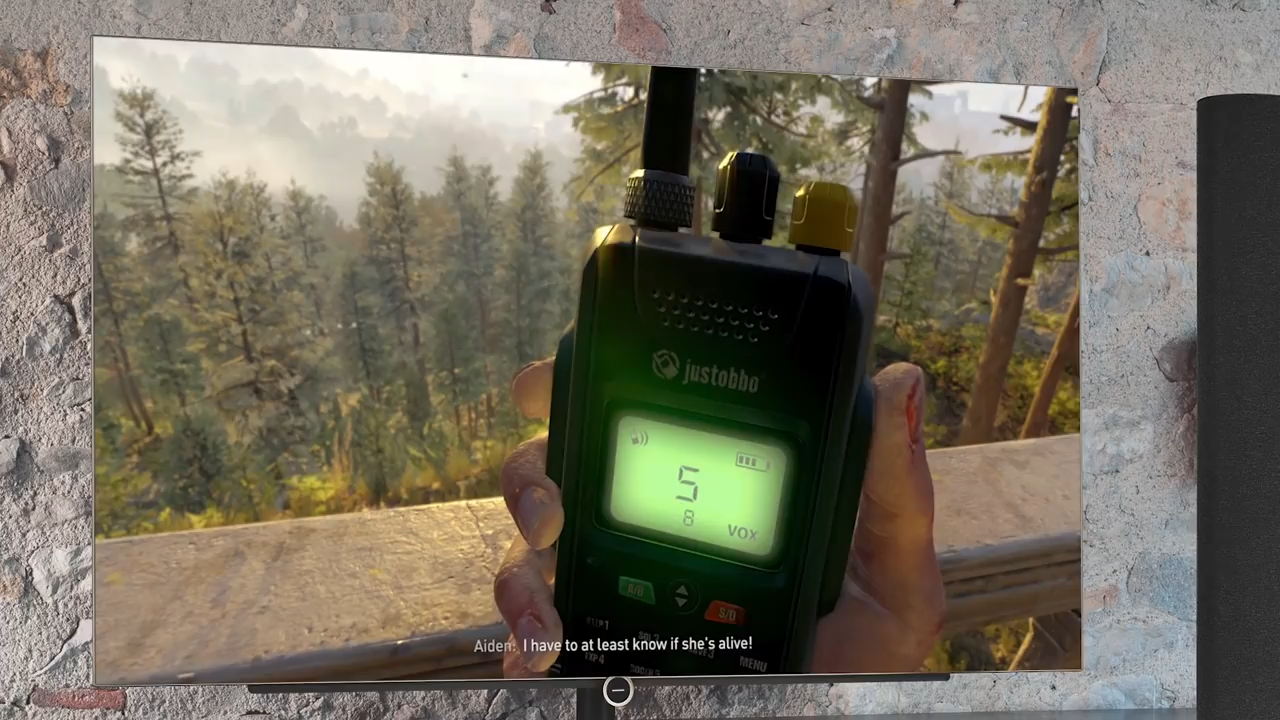 justobbo
5
8
VOX
A/B
S/D
Aiden: I have to at least know if she's alive!
MENU